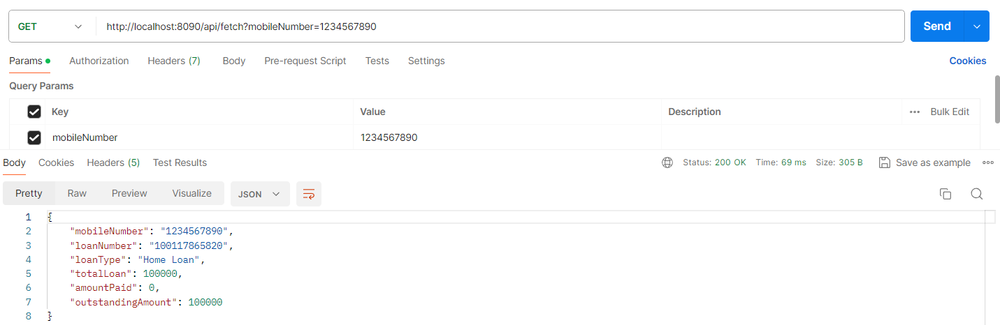 GET http://localhost:8090/api/fetch?mobileNumber=1234567890 Send
Params Authorization Headers (7) Body Pre-request Script Tests Settings Cookies
Query Params
Key Value Description Bulk Edit
mobileNumber 1234567890
Body Cookies Headers (5) Test Results Status: 200 OK Time: 69 ms Size: 305 B Save as example
Pretty Raw Preview Visualize JSON
1 {
2 "mobileNumber": "1234567890",
3 "loanNumber": "100117865820",
4 "loanType": "Home Loan",
5 "totalLoan": 100000,
6 "amountPaid": 0,
7 "outstandingAmount": 100000
8 }